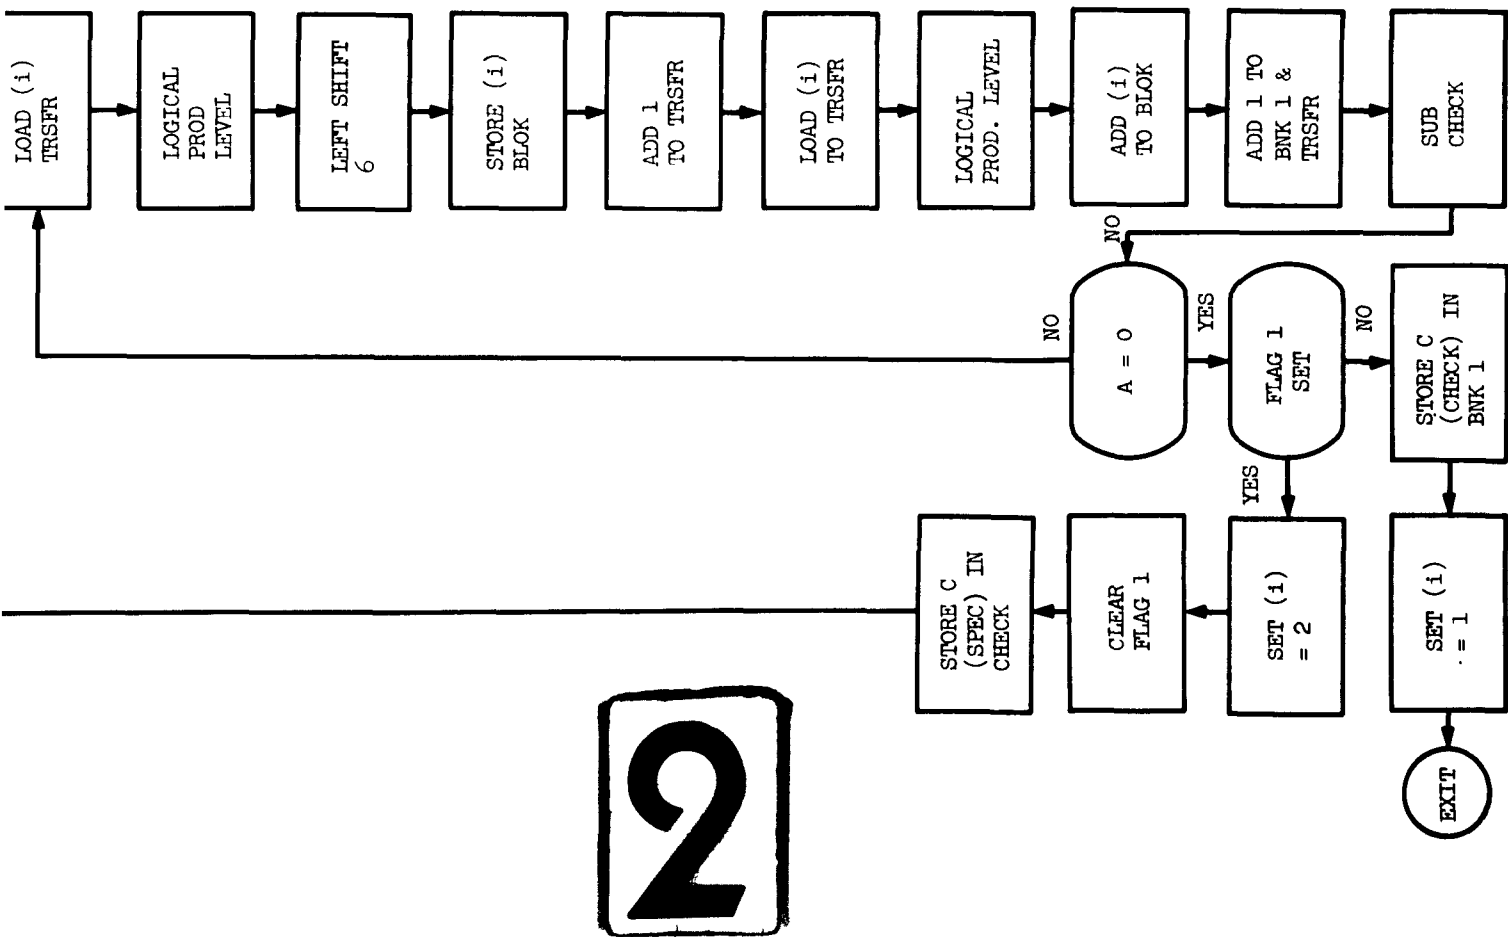 LOAD (i)
TRSFR
LOGICAL
PROD
LEVEL
LEFT SHIFT
6
STORE (i)
BLOK
ADD 1
TO TRSFR
LOAD (i)
TO TRSFR
LOGICAL
PROD. LEVEL
ADD (i)
TO BLOK
ADD 1 TO
BNK 1 &
TRSFR
SUB
CHECK
NO
NO
A = 0
YES
FLAG 1
SET
NO
STORE C
(CHECK) IN
BNK 1
YES
STORE C
(SPEC) IN
CHECK
CLEAR
FLAG 1
SET (i)
= 2
SET (i)
= 1
EXIT
2